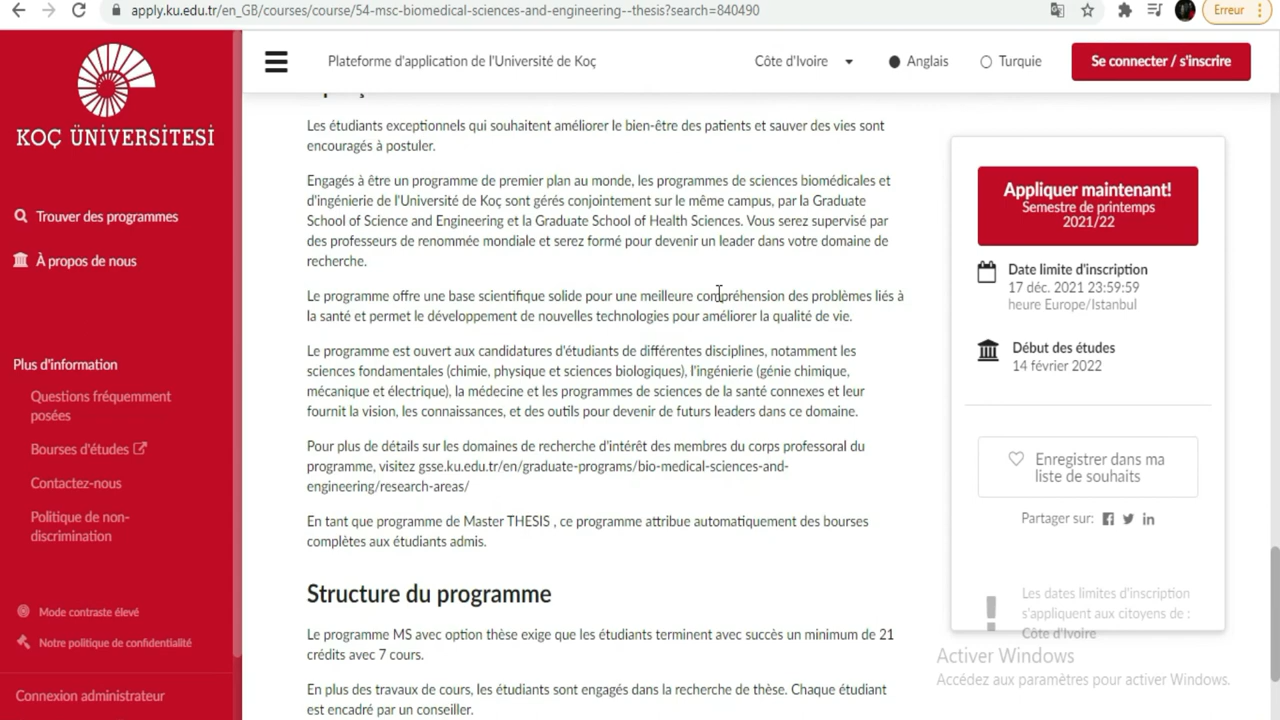 apply.ku.edu.tr/en_GB/courses/course/54-msc-biomedical-sciences-and-engineering--thesis?search=840490
Erreur
KOÇ ÜNİVERSİTESİ
Trouver des programmes
À propos de nous
Plus d'information
Questions fréquemment
posées
Bourses d'études
Contactez-nous
Politique de non-
discrimination
Mode contraste élevé
Notre politique de confidentialité
Connexion administrateur
Plateforme d'application de l'Université de Koç
Côte d'Ivoire
Anglais
Turquie
Se connecter / s'inscrire
Les étudiants exceptionnels qui souhaitent améliorer le bien-être des patients et sauver des vies sont
encouragés à postuler.
Engagés à être un programme de premier plan au monde, les programmes de sciences biomédicales et
d'ingénierie de l'Université de Koç sont gérés conjointement sur le même campus, par la Graduate
School of Science and Engineering et la Graduate School of Health Sciences. Vous serez supervisé par
des professeurs de renommée mondiale et serez formé pour devenir un leader dans votre domaine de
recherche.
Le programme offre une base scientifique solide pour une meilleure compréhension des problèmes liés à
la santé et permet le développement de nouvelles technologies pour améliorer la qualité de vie.
Le programme est ouvert aux candidatures d'étudiants de différentes disciplines, notamment les
sciences fondamentales (chimie, physique et sciences biologiques), l'ingénierie (génie chimique,
mécanique et électrique), la médecine et les programmes de sciences de la santé connexes et leur
fournit la vision, les connaissances, et des outils pour devenir de futurs leaders dans ce domaine.
Pour plus de détails sur les domaines de recherche d'intérêt des membres du corps professoral du
programme, visitez gsse.ku.edu.tr/en/graduate-programs/bio-medical-sciences-and-
engineering/research-areas/
En tant que programme de Master THESIS , ce programme attribue automatiquement des bourses
complètes aux étudiants admis.
Structure du programme
Le programme MS avec option thèse exige que les étudiants terminent avec succès un minimum de 21
crédits avec 7 cours.
En plus des travaux de cours, les étudiants sont engagés dans la recherche de thèse. Chaque étudiant
est encadré par un conseiller.
Appliquer maintenant!
Semestre de printemps
2021/22
Date limite d'inscription
17 déc. 2021 23:59:59
heure Europe/Istanbul
Début des études
14 février 2022
Enregistrer dans ma
liste de souhaits
Partager sur:
Les dates limites d'inscription
s'appliquent aux citoyens de :
Côte d'Ivoire
Activer Windows
Accédez aux paramètres pour activer Windows.